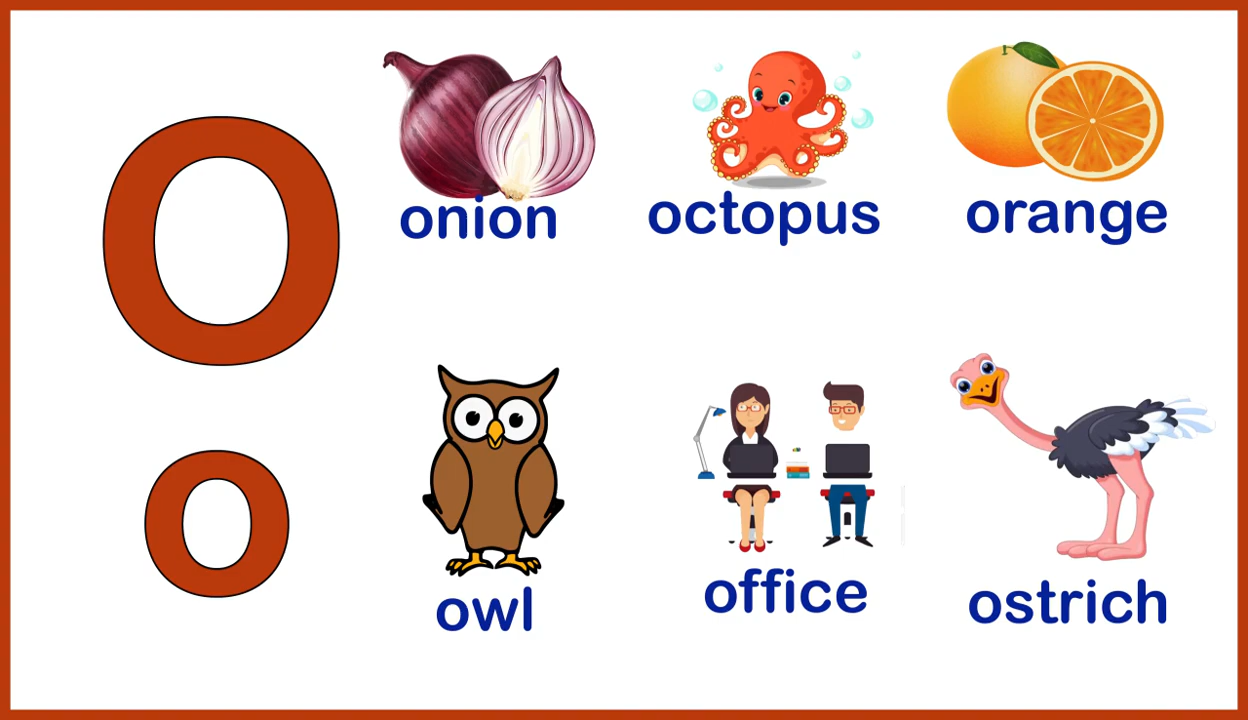 O
onion
octopus
orange
o
owl
office
ostrich